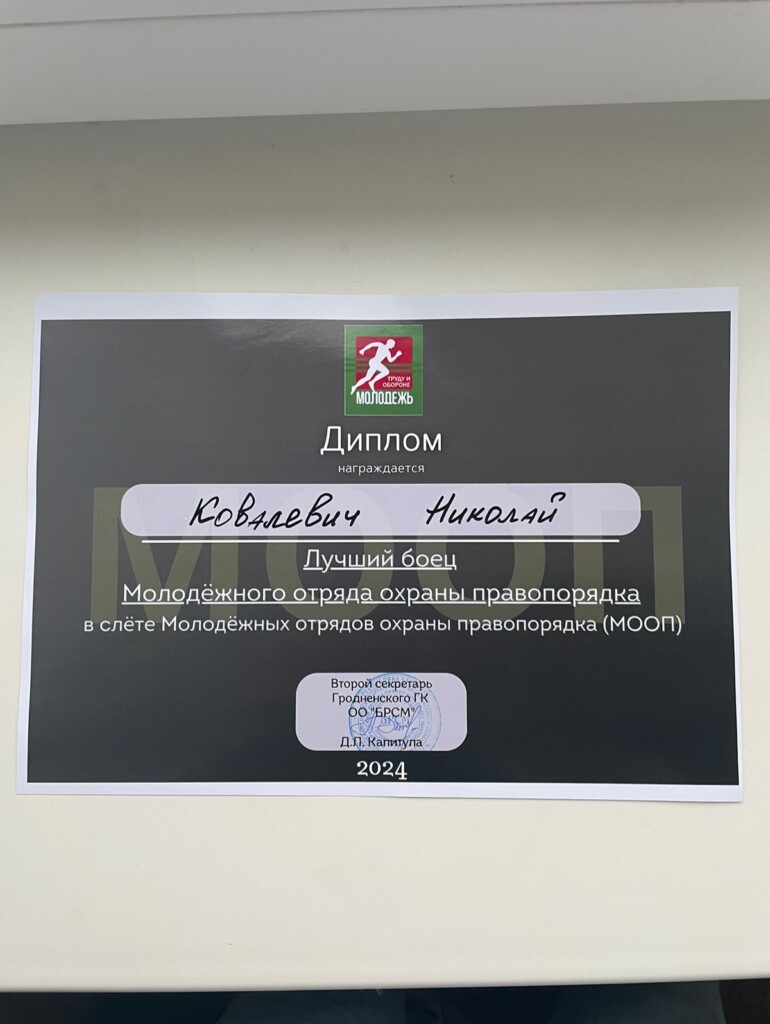 ТРУДУ И
ОБОРОНЕ
МОЛОДЕЖЬ
Диплом
награждается
МООП
Ковалевич Николай
Лучший боец
Молодёжного отряда охраны правопорядка
в слёте Молодёжных отрядов охраны правопорядка (МООП)
Второй секретарь
Гродненского ГК
ОО "БРСМ"
Д.П. Капитула
2024